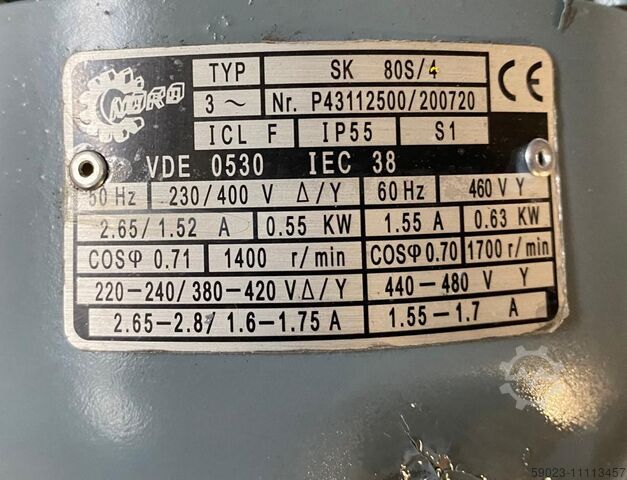 TYP SK 80S/4
3 ~ Nr. P43112500/200720
ICL F IP55 S1
CE
VDE 0530 IEC 38
50 Hz 230/400 V Δ/Y 60 Hz 460 V Y
2.65/1.52 A 0.55 KW 1.55 A 0.63 KW
COSφ 0.71 1400 r/min COSφ 0.70 1700 r/min
220-240/380-420 V Δ/Y 440-480 V Y
2.65-2.8/1.6-1.75 A 1.55-1.7 A
59023-11113457